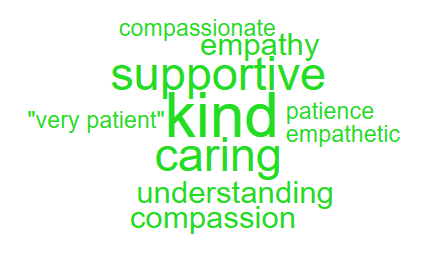 compassionate
empathy
supportive
"very patient"
kind
patience
empathetic
caring
understanding
compassion